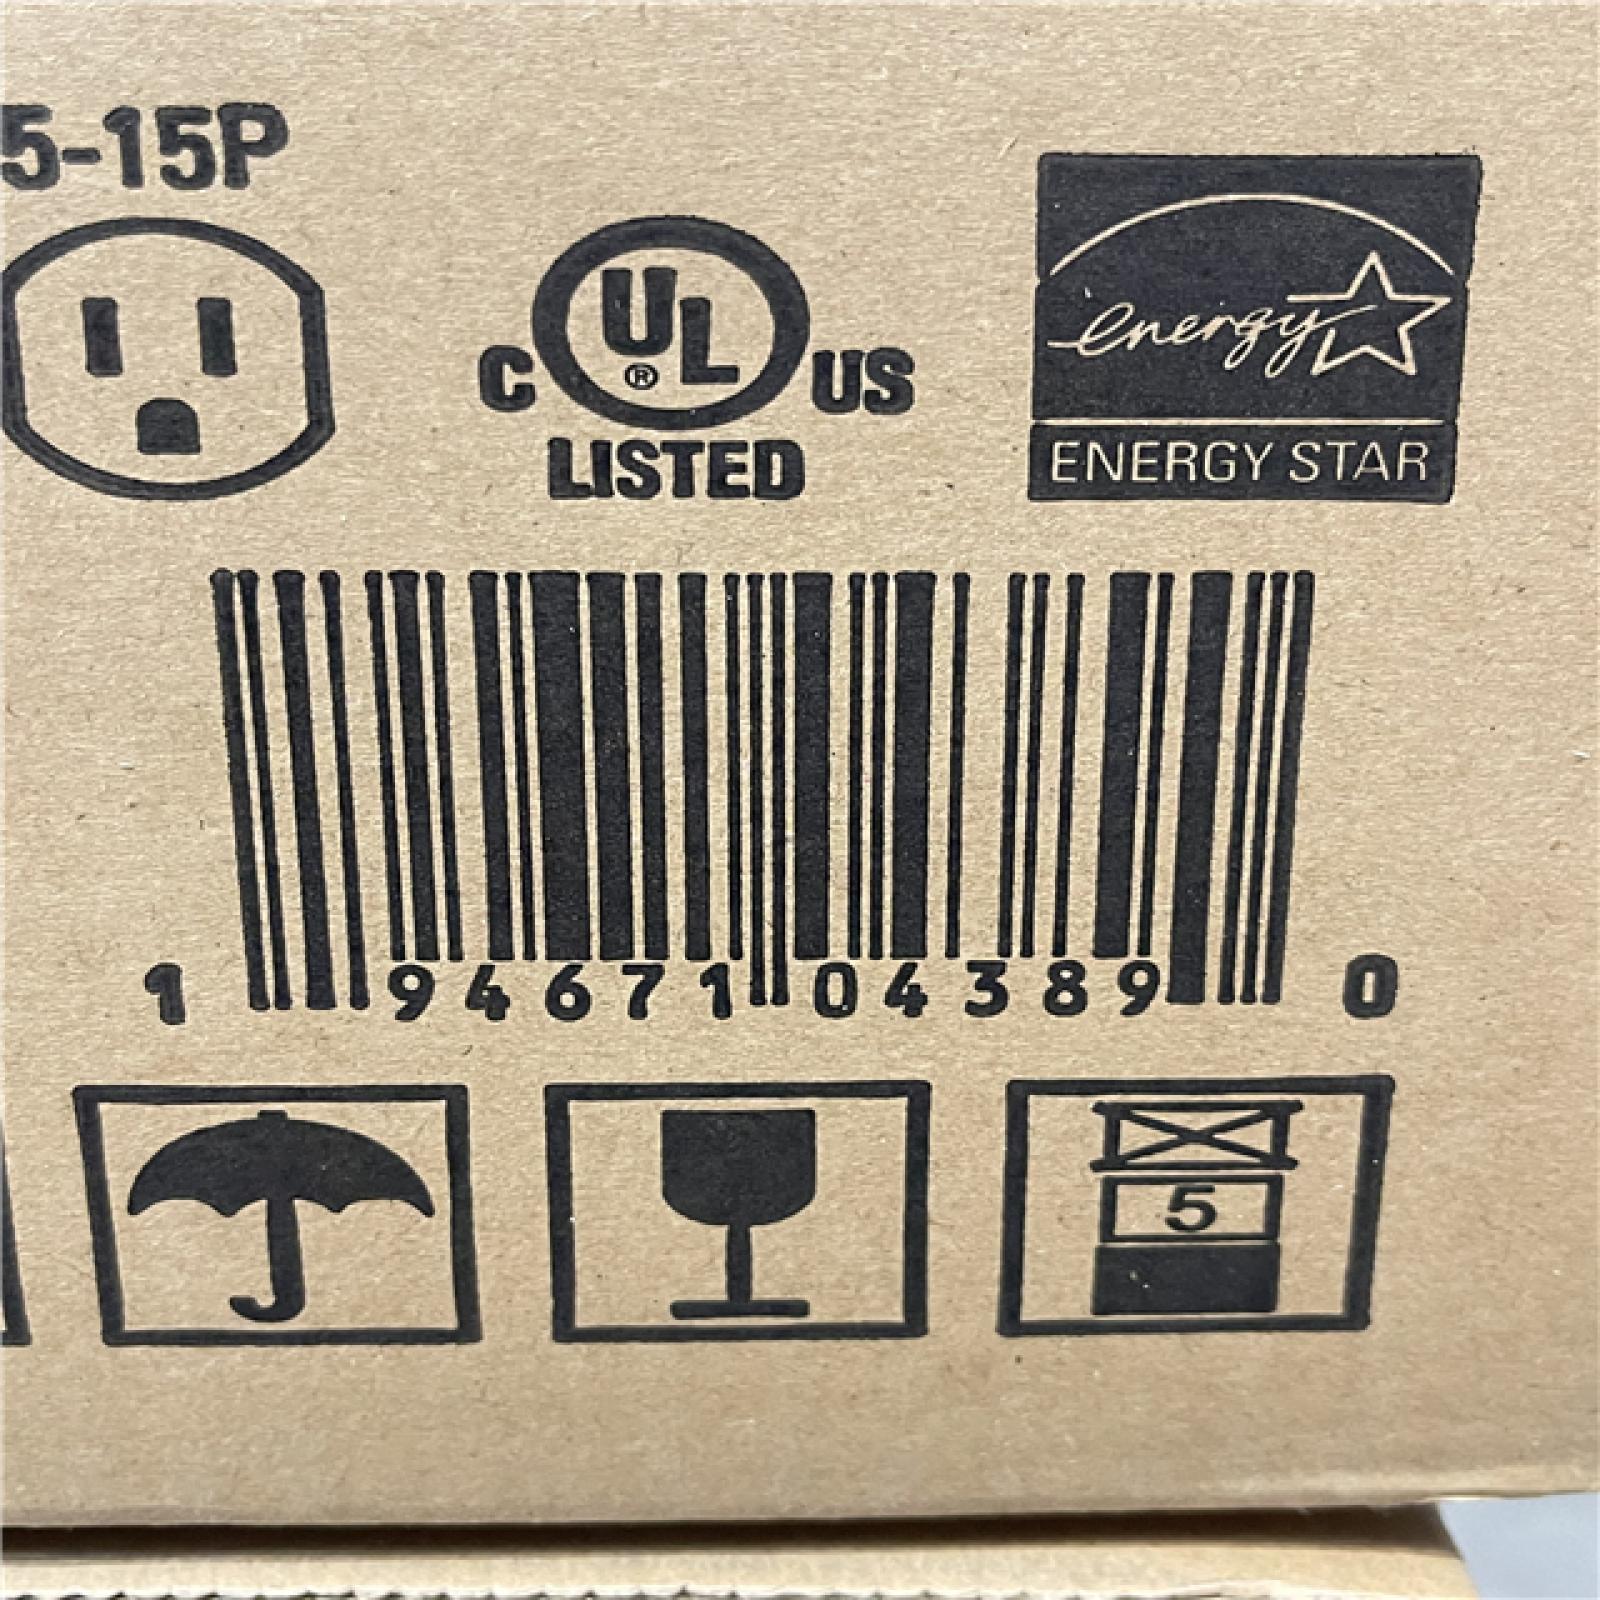 5-15P
C UL® US
LISTED
energy
ENERGY STAR
1 94671 04389 0
5